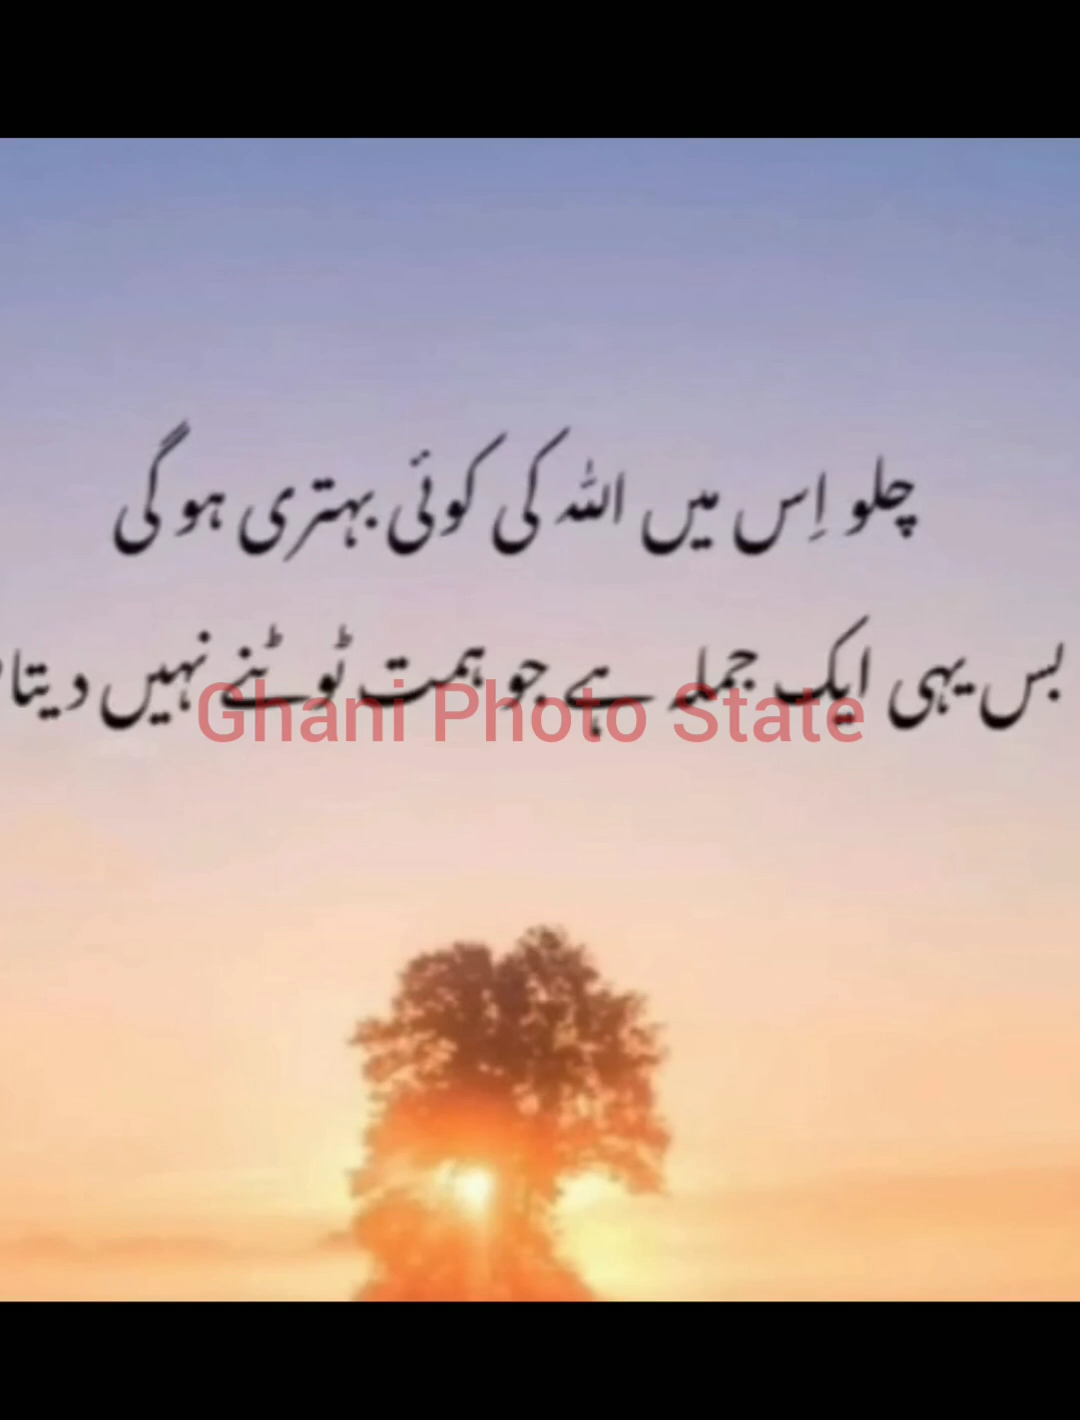 چلو اِس میں اللہ کی کوئی بہتری ہو گی
بس یہی ایک جملہ ہے جو ہمت ٹوٹنے نہیں دیتا
Ghani Photo State